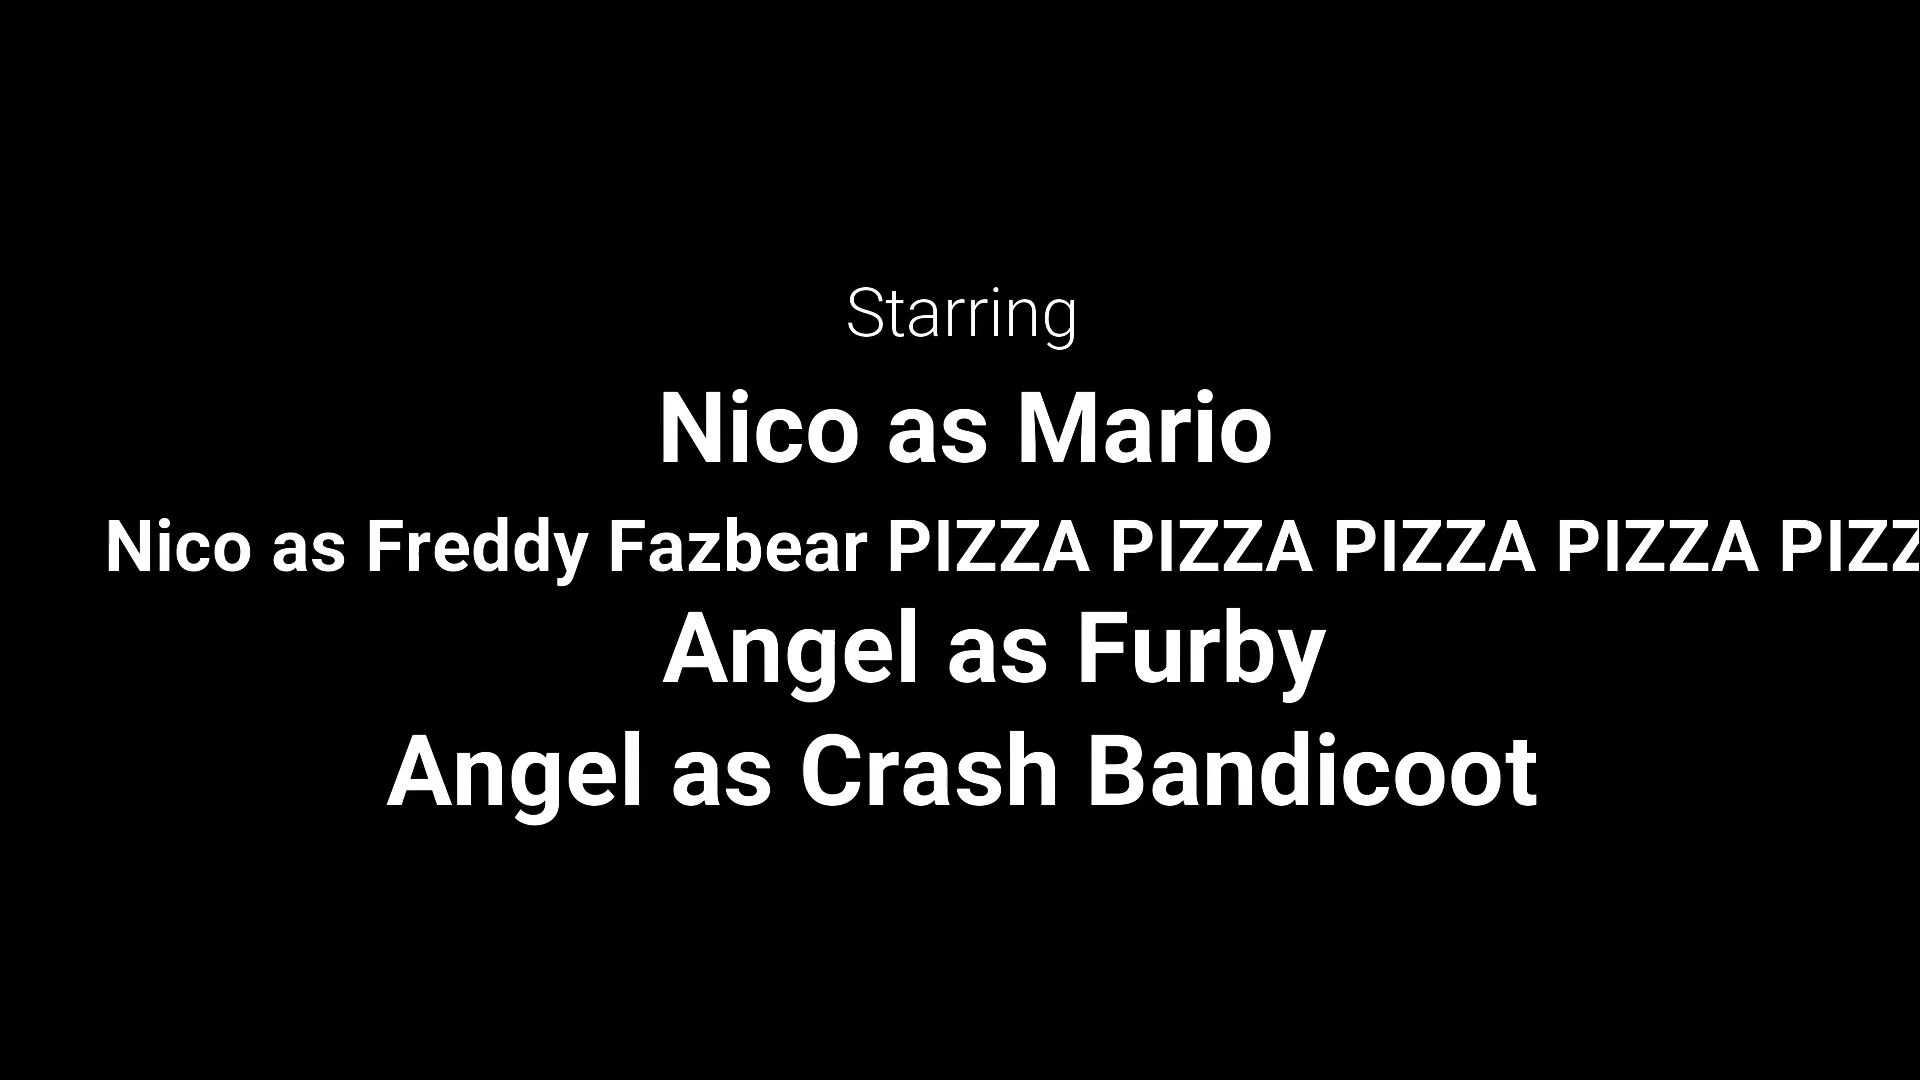 Starring
Nico as Mario
Nico as Freddy Fazbear PIZZA PIZZA PIZZA PIZZA PIZZ
Angel as Furby
Angel as Crash Bandicoot